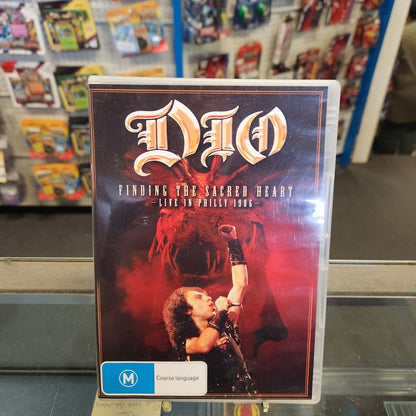 DIO
FINDING THE SACRED HEART
–LIVE IN PHILLY 1986–
M
Coarse language